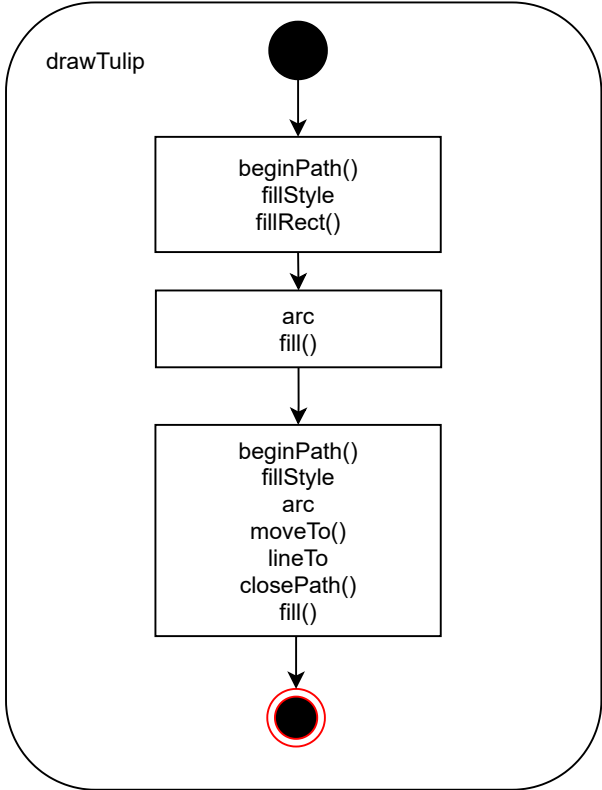 drawTulip
beginPath()
fillStyle
fillRect()
arc
fill()
beginPath()
fillStyle
arc
moveTo()
lineTo
closePath()
fill()